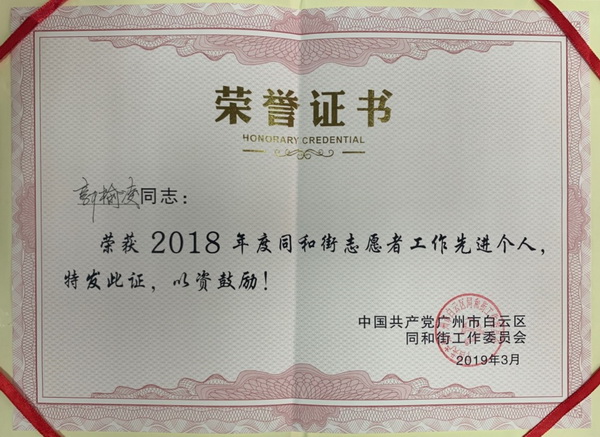 荣誉证书
HONORARY CREDENTIAL
郭榆凌同志：
荣获2018年度同和街志愿者工作先进个人，
特发此证，以资鼓励！
中国共产党广州市白云区
同和街工作委员会
2019年3月